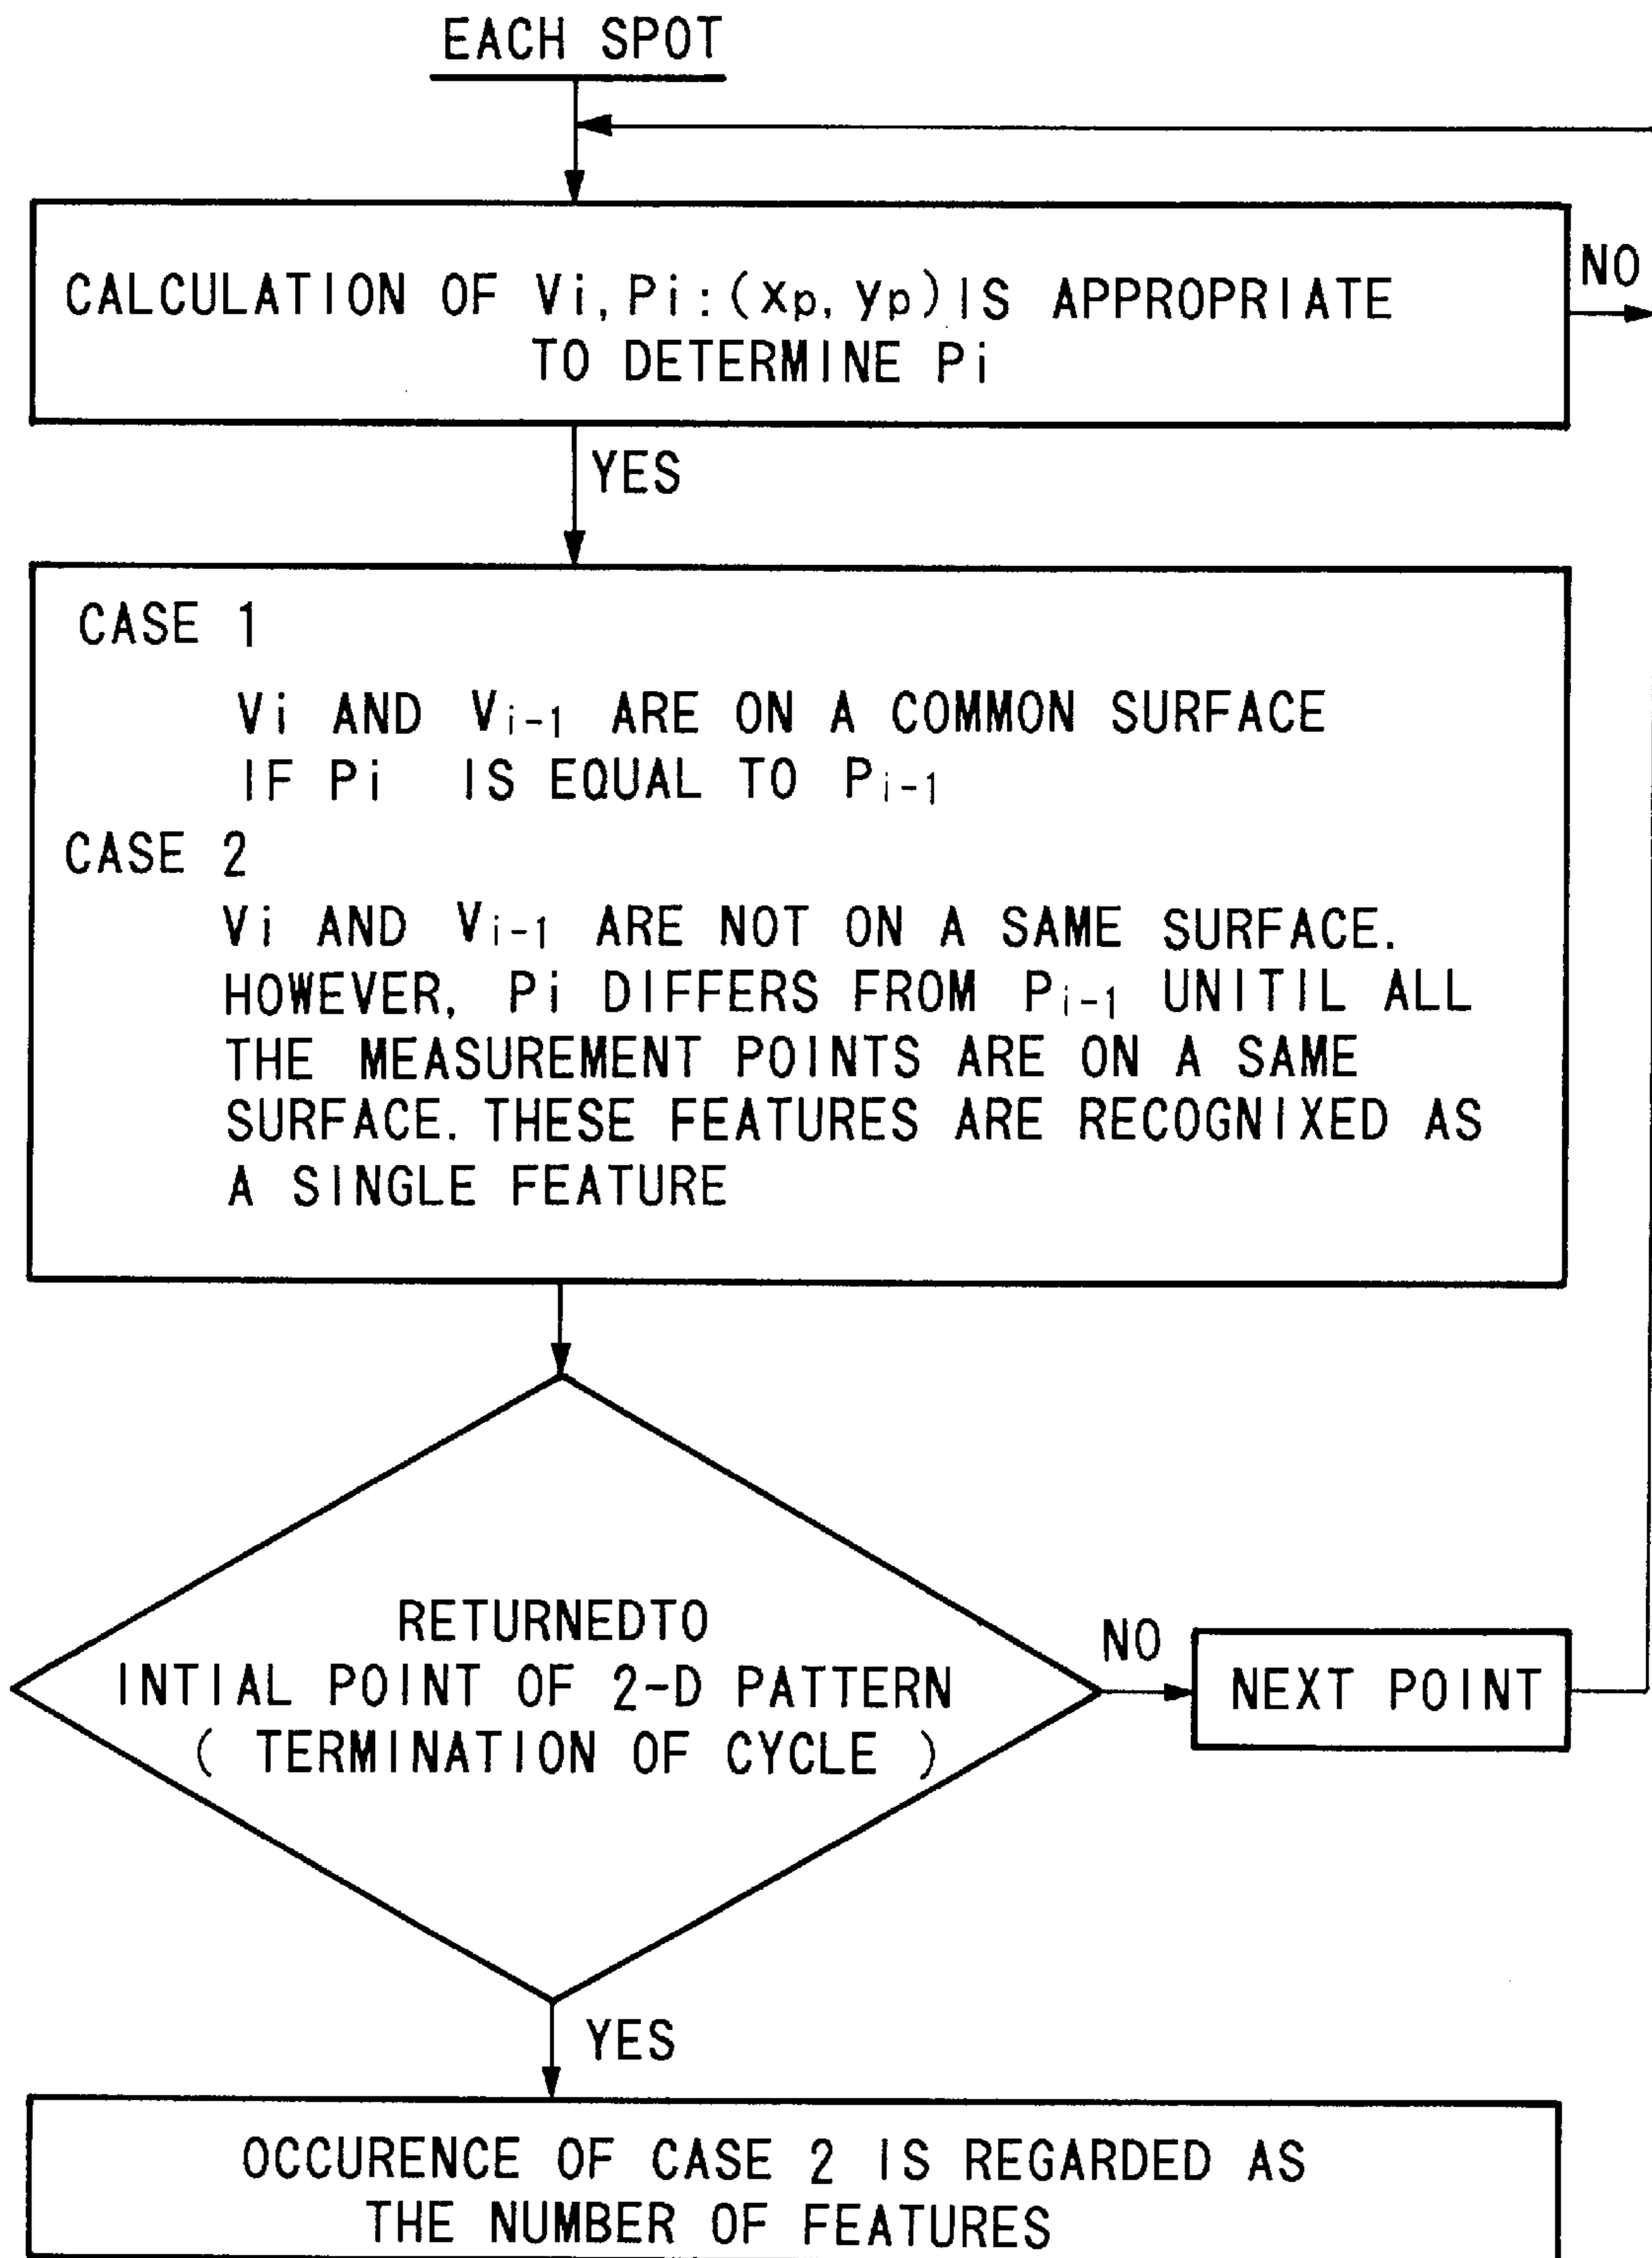 EACH SPOT
CALCULATION OF Vi, Pi:(xp, yp) IS APPROPRIATE
TO DETERMINE Pi
NO
YES
CASE 1
Vi AND Vi-1 ARE ON A COMMON SURFACE
IF Pi IS EQUAL TO Pi-1
CASE 2
Vi AND Vi-1 ARE NOT ON A SAME SURFACE.
HOWEVER, Pi DIFFERS FROM Pi-1 UNITIL ALL
THE MEASUREMENT POINTS ARE ON A SAME
SURFACE. THESE FEATURES ARE RECOGNIXED AS
A SINGLE FEATURE
RETURNEDTO
INTIAL POINT OF 2-D PATTERN
( TERMINATION OF CYCLE )
NO
NEXT POINT
YES
OCCURENCE OF CASE 2 IS REGARDED AS
THE NUMBER OF FEATURES